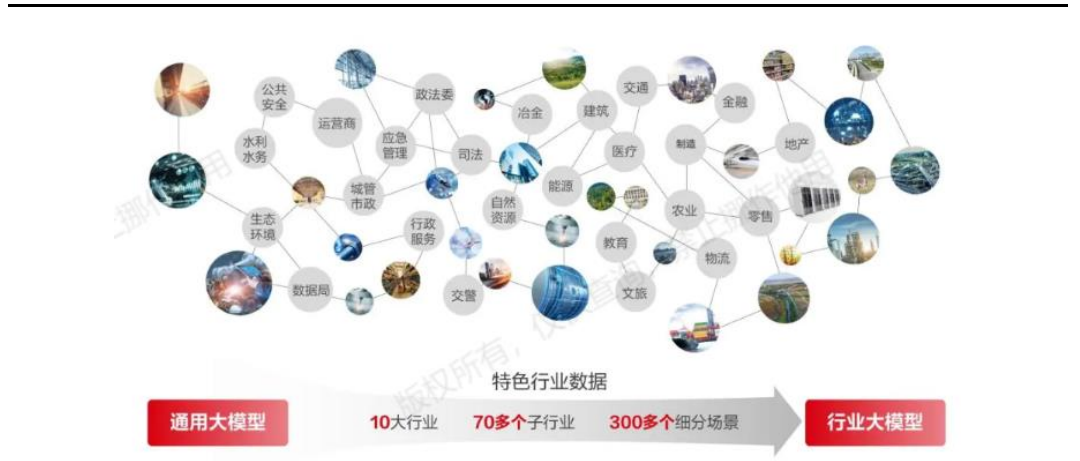 公共
安全
运营商
水利
水务
应急
管理
政法委
司法
城管
市政
生态
环境
行政
服务
数据局
交警
冶金
建筑
交通
金融
医疗
制造
地产
能源
自然
资源
农业
零售
教育
物流
文旅
特色行业数据
通用大模型
10大行业 70多个子行业 300多个细分场景
行业大模型